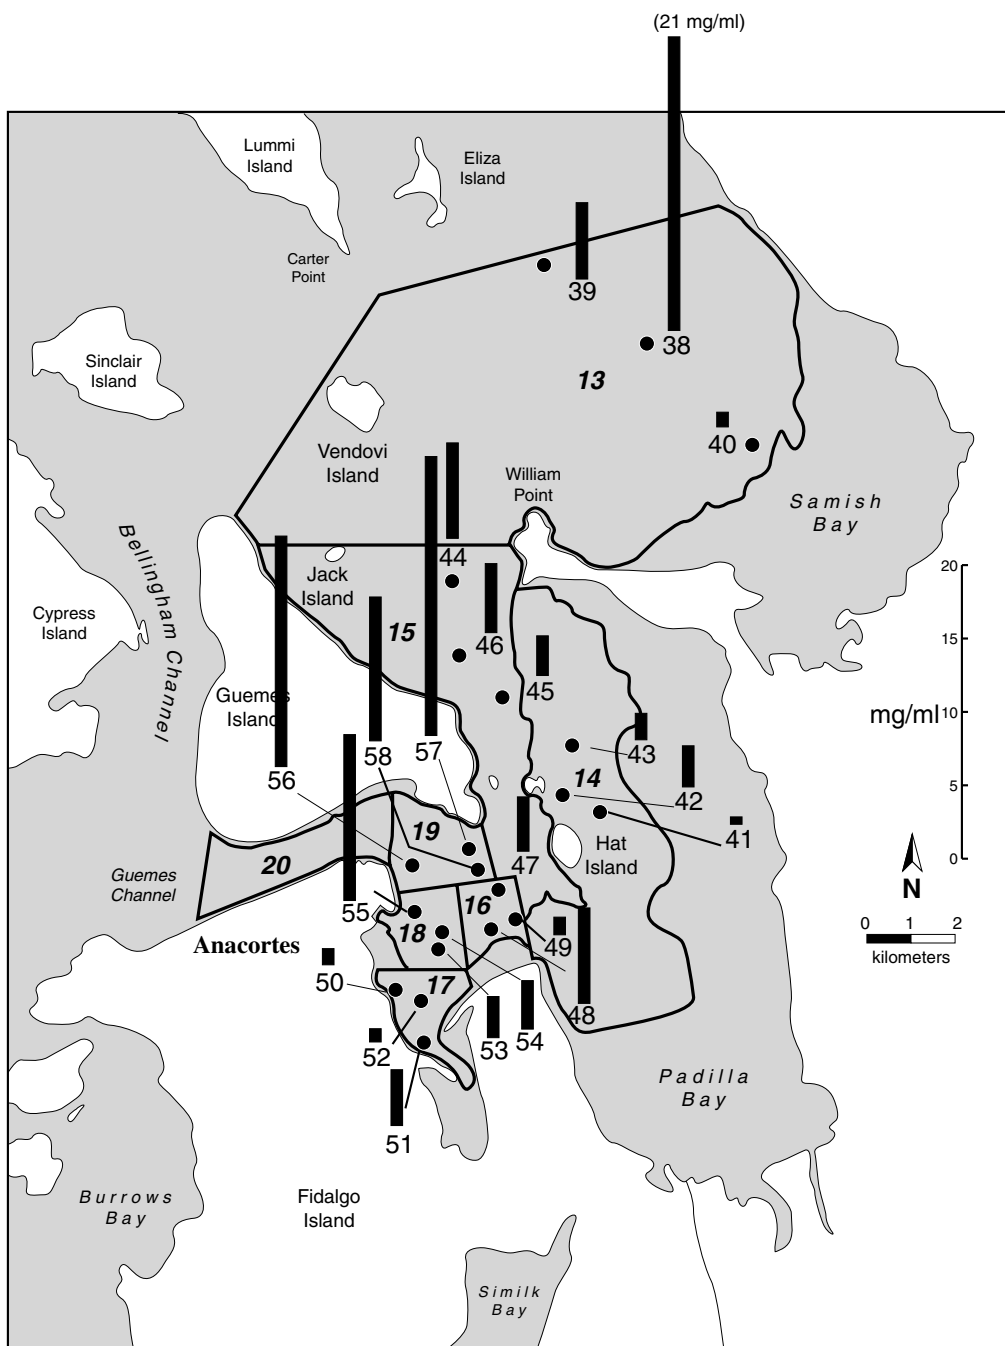 (21 mg/ml)
Lummi
Island
Eliza
Island
Carter
Point
39
38
Sinclair
Island
13
40
Vendovi
Island
William
Point
Samish
Bay
Bellingham Channel
44
20
Jack
Island
Cypress
Island
15
46
15
45
Guemes
Island
10
mg/ml
43
58
57
56
14
42
5
41
19
Hat
Island
47
20
0
Guemes
Channel
N
16
55
18
49
0 1 2
Anacortes
kilometers
50
17
48
54
53
52
Padilla
Bay
51
Burrows
Bay
Fidalgo
Island
Similk
Bay